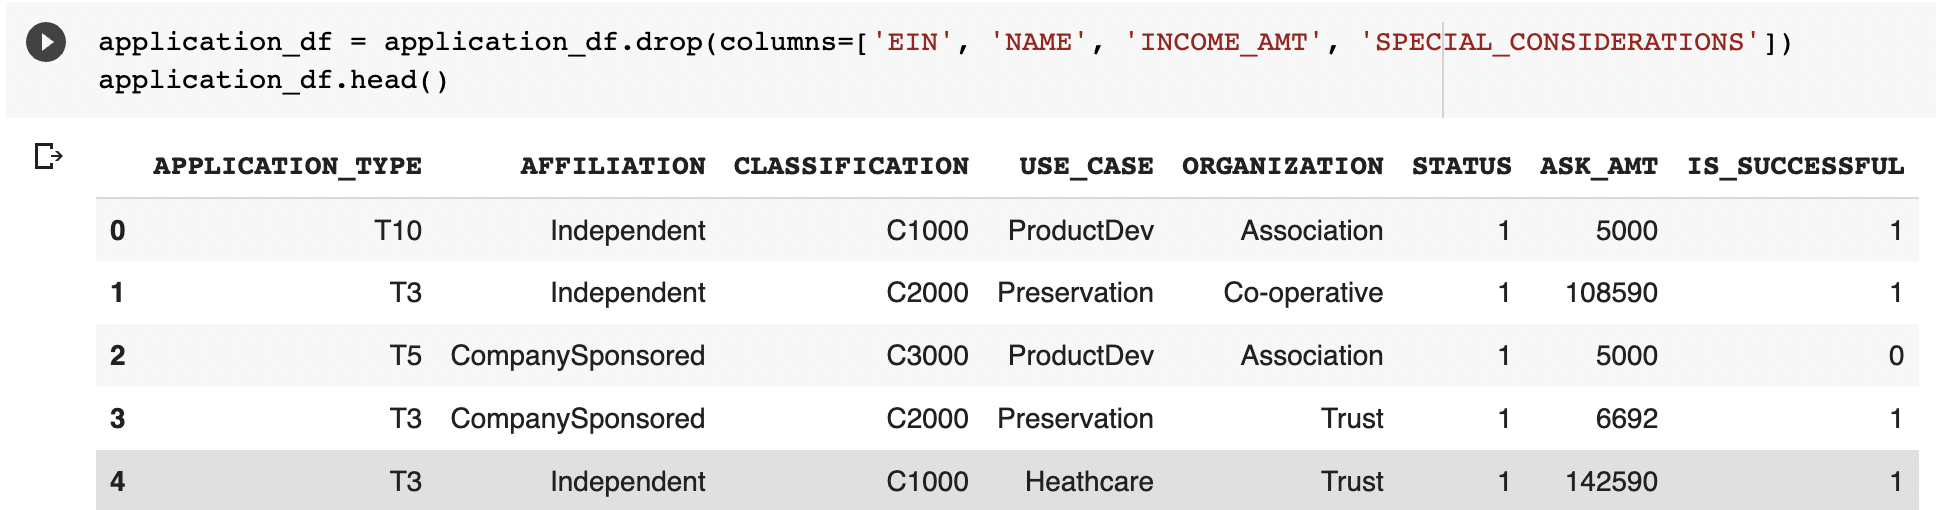 application_df = application_df.drop(columns=['EIN', 'NAME', 'INCOME_AMT', 'SPECIAL_CONSIDERATIONS'])
application_df.head()
APPLICATION_TYPE AFFILIATION CLASSIFICATION USE_CASE ORGANIZATION STATUS ASK_AMT IS_SUCCESSFUL
0 T10 Independent C1000 ProductDev Association 1 5000 1
1 T3 Independent C2000 Preservation Co-operative 1 108590 1
2 T5 CompanySponsored C3000 ProductDev Association 1 5000 0
3 T3 CompanySponsored C2000 Preservation Trust 1 6692 1
4 T3 Independent C1000 Heathcare Trust 1 142590 1